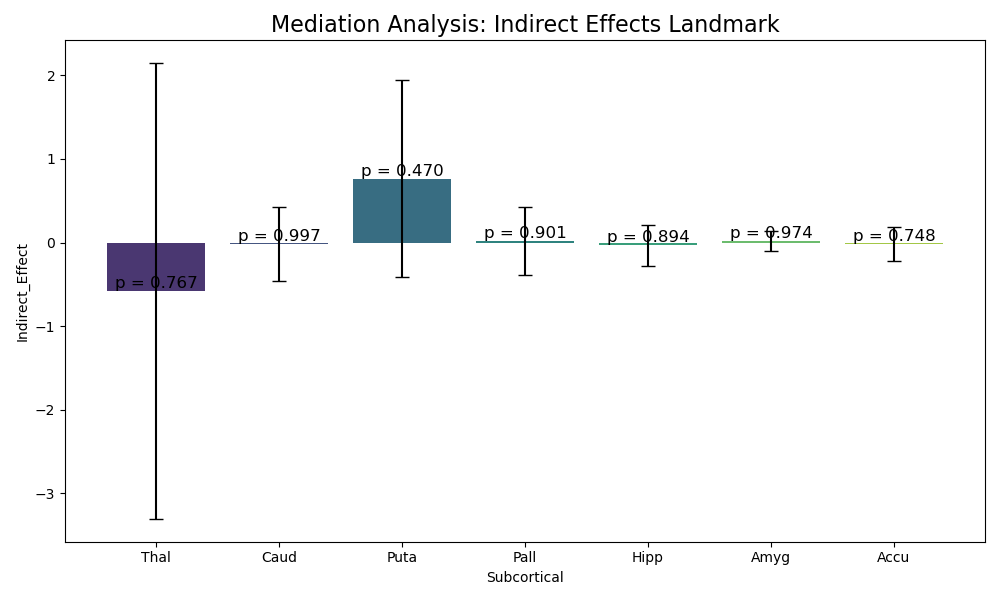 Mediation Analysis: Indirect Effects Landmark
2
1
0
−1
−2
−3
Indirect_Effect
p = 0.767
p = 0.997
p = 0.470
p = 0.901
p = 0.894
p = 0.974
p = 0.748
Thal
Caud
Puta
Pall
Hipp
Amyg
Accu
Subcortical